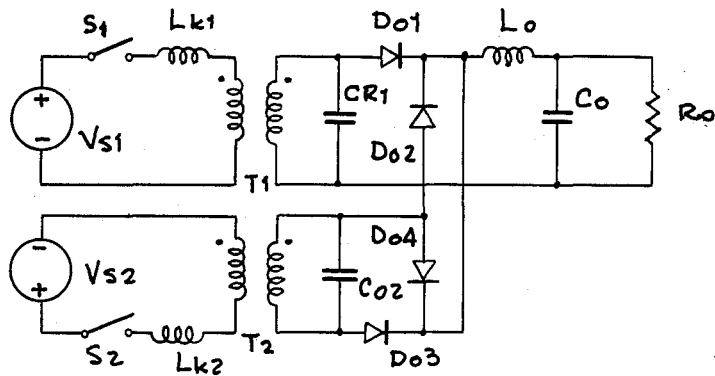 S1 Lk1 Do1 Lo
+ - Vs1 CR1 Co Ro
T1 Do2
- + Vs2 Co2 Do4
S2 Lk2 T2 Do3